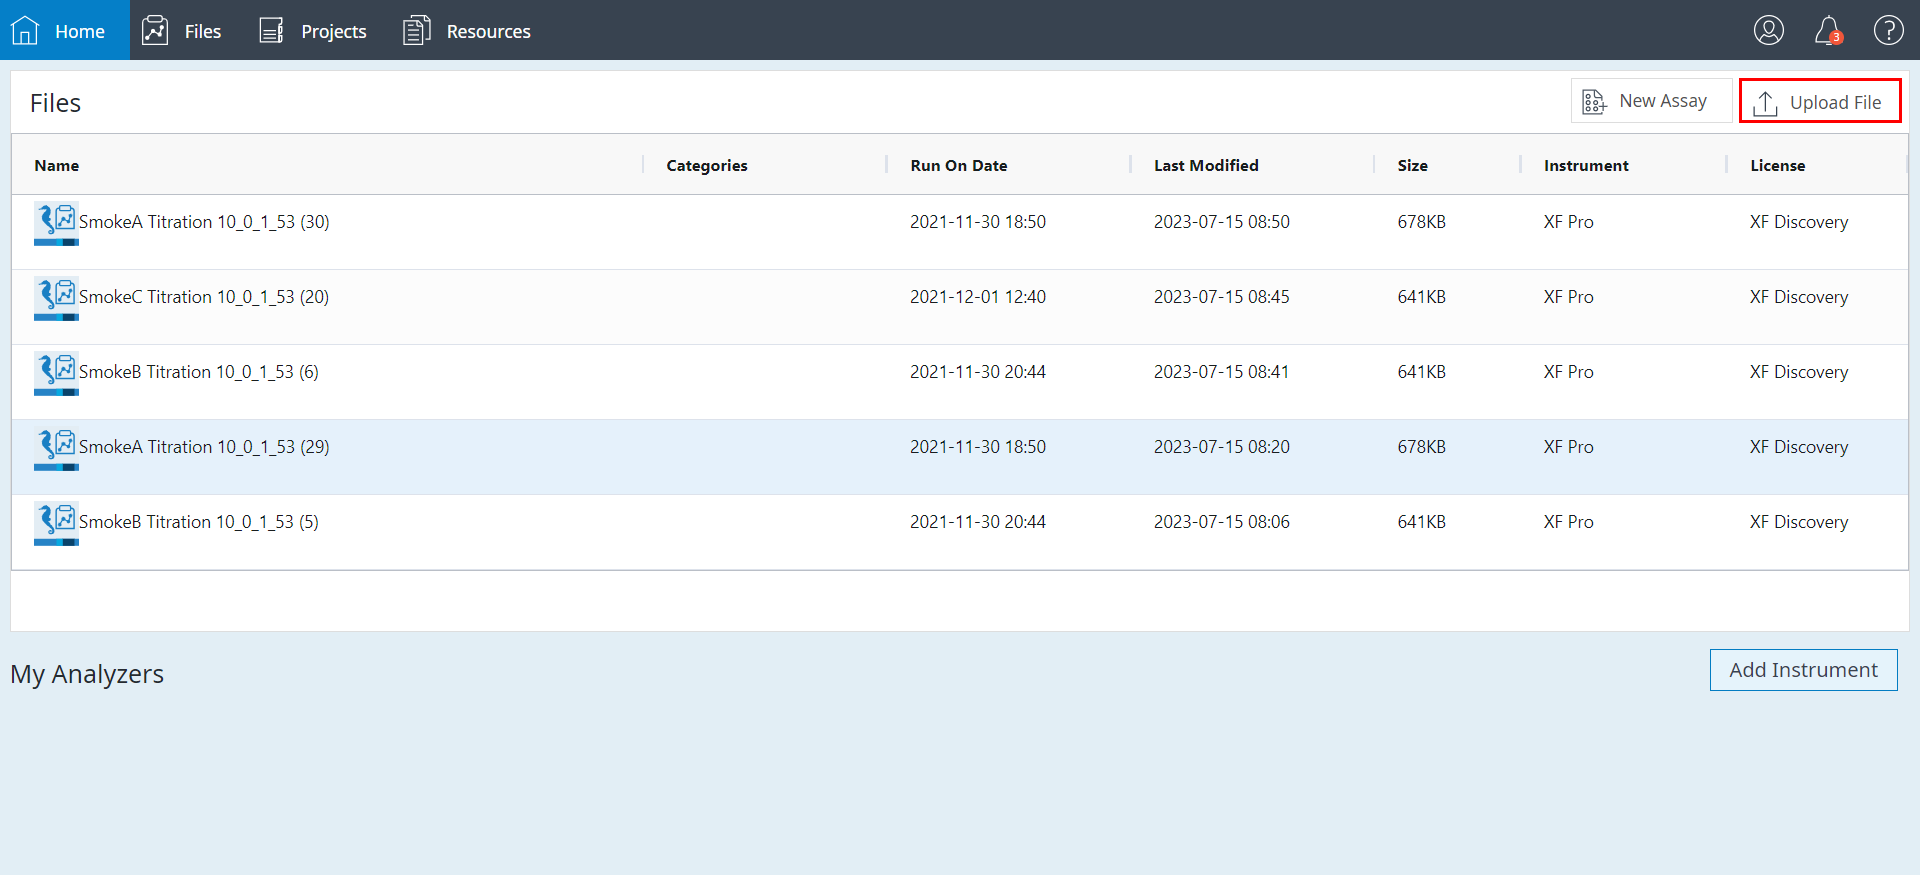 Home Files Projects Resources 3 ?
Files New Assay Upload File
Name Categories Run On Date Last Modified Size Instrument License
SmokeA Titration 10_0_1_53 (30) 2021-11-30 18:50 2023-07-15 08:50 678KB XF Pro XF Discovery
SmokeC Titration 10_0_1_53 (20) 2021-12-01 12:40 2023-07-15 08:45 641KB XF Pro XF Discovery
SmokeB Titration 10_0_1_53 (6) 2021-11-30 20:44 2023-07-15 08:41 641KB XF Pro XF Discovery
SmokeA Titration 10_0_1_53 (29) 2021-11-30 18:50 2023-07-15 08:20 678KB XF Pro XF Discovery
SmokeB Titration 10_0_1_53 (5) 2021-11-30 20:44 2023-07-15 08:06 641KB XF Pro XF Discovery
My Analyzers Add Instrument